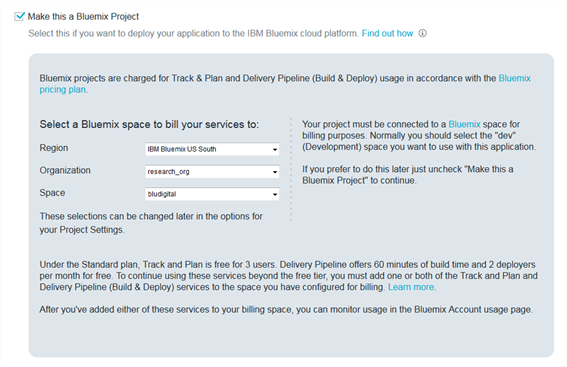 Make this a Bluemix Project
Select this if you want to deploy your application to the IBM Bluemix cloud platform. Find out how
Bluemix projects are charged for Track & Plan and Delivery Pipeline (Build & Deploy) usage in accordance with the Bluemix
pricing plan.
Select a Bluemix space to bill your services to:
Region
IBM Bluemix US South
Organization
research_org
Space
bludigital
These selections can be changed later in the options for
your Project Settings.
Your project must be connected to a Bluemix space for
billing purposes. Normally you should select the "dev"
(Development) space you want to use with this application.
If you prefer to do this later just uncheck "Make this a
Bluemix Project" to continue.
Under the Standard plan, Track and Plan is free for 3 users. Delivery Pipeline offers 60 minutes of build time and 2 deployers
per month for free. To continue using these services beyond the free tier, you must add one or both of the Track and Plan and
Delivery Pipeline (Build & Deploy) services to the space you have configured for billing. Learn more.
After you've added either of these services to your billing space, you can monitor usage in the Bluemix Account usage page.